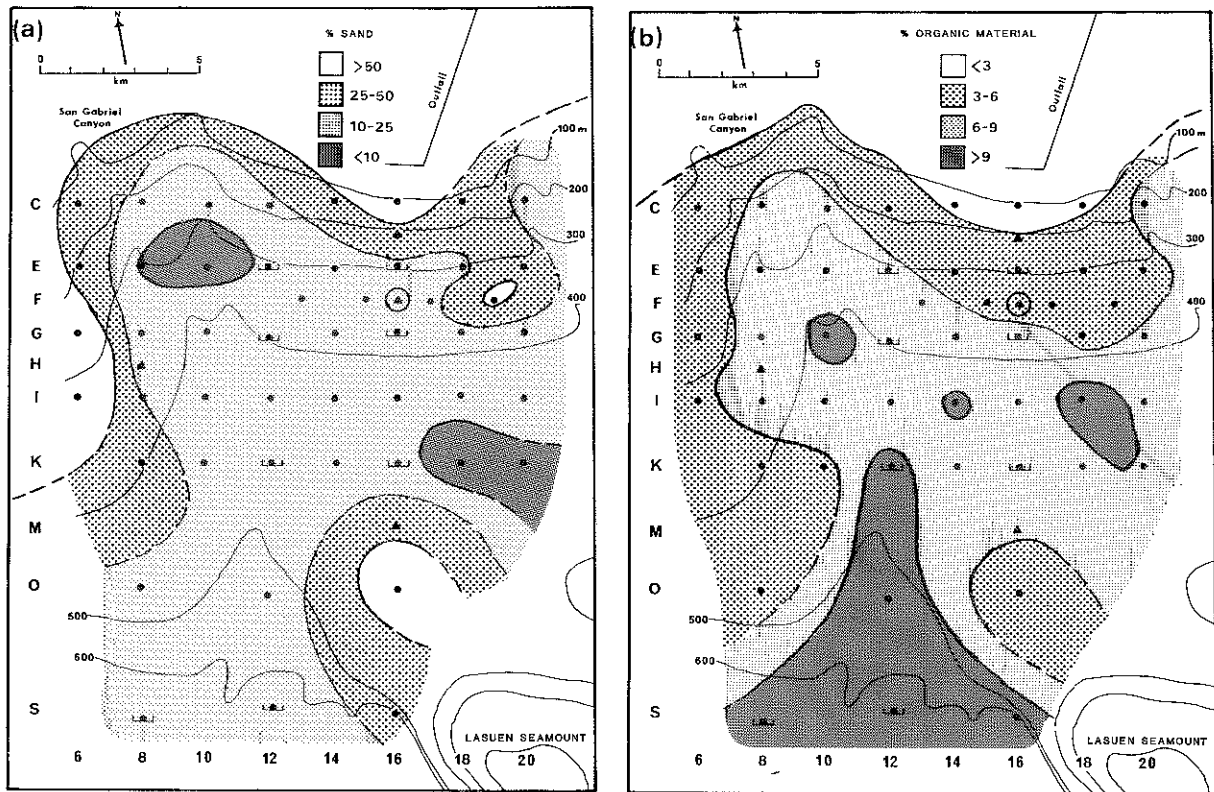 (a)
N
0 5
km
% SAND
>50
25-50
10-25
<10
Outfall
San Gabriel
Canyon
100 m
200
300
400
500
600
C
E
F
G
H
I
K
M
O
S
6 8 10 12 14 16 18 20
LASUEN SEAMOUNT
(b)
N
0 5
km
% ORGANIC MATERIAL
<3
3-6
6-9
>9
Outfall
San Gabriel
Canyon
100 m
200
300
400
500
600
C
E
F
G
H
I
K
M
O
S
6 8 10 12 14 16 18 20
LASUEN SEAMOUNT